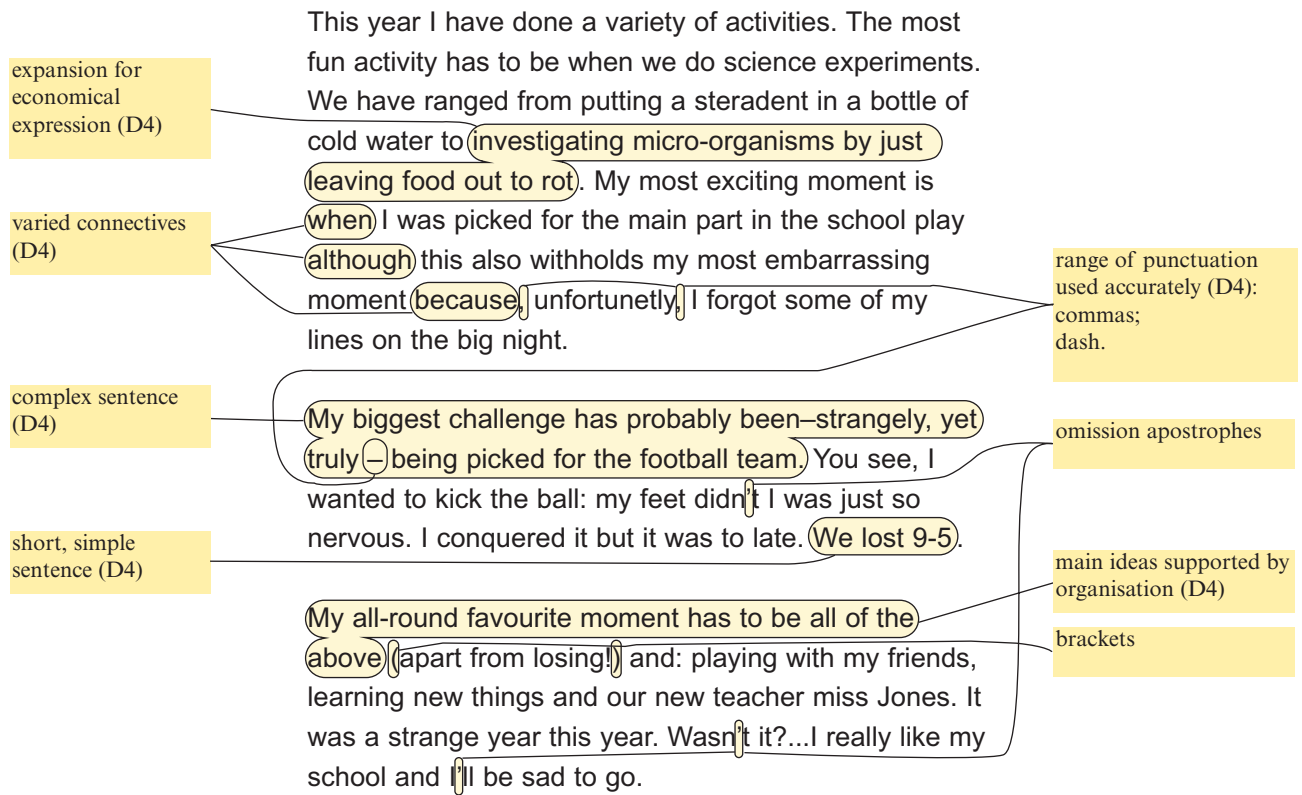 This year I have done a variety of activities. The most
fun activity has to be when we do science experiments.
We have ranged from putting a steradent in a bottle of
cold water to investigating micro-organisms by just
leaving food out to rot. My most exciting moment is
when I was picked for the main part in the school play
although this also withholds my most embarrassing
moment because, unfortunetly, I forgot some of my
lines on the big night.
My biggest challenge has probably been–strangely, yet
truly – being picked for the football team. You see, I
wanted to kick the ball: my feet didn't I was just so
nervous. I conquered it but it was to late. We lost 9-5.
My all-round favourite moment has to be all of the
above (apart from losing!) and: playing with my friends,
learning new things and our new teacher miss Jones. It
was a strange year this year. Wasn't it?...I really like my
school and I'll be sad to go.
expansion for
economical
expression (D4)
varied connectives
(D4)
complex sentence
(D4)
short, simple
sentence (D4)
range of punctuation
used accurately (D4):
commas;
dash.
omission apostrophes
main ideas supported by
organisation (D4)
brackets